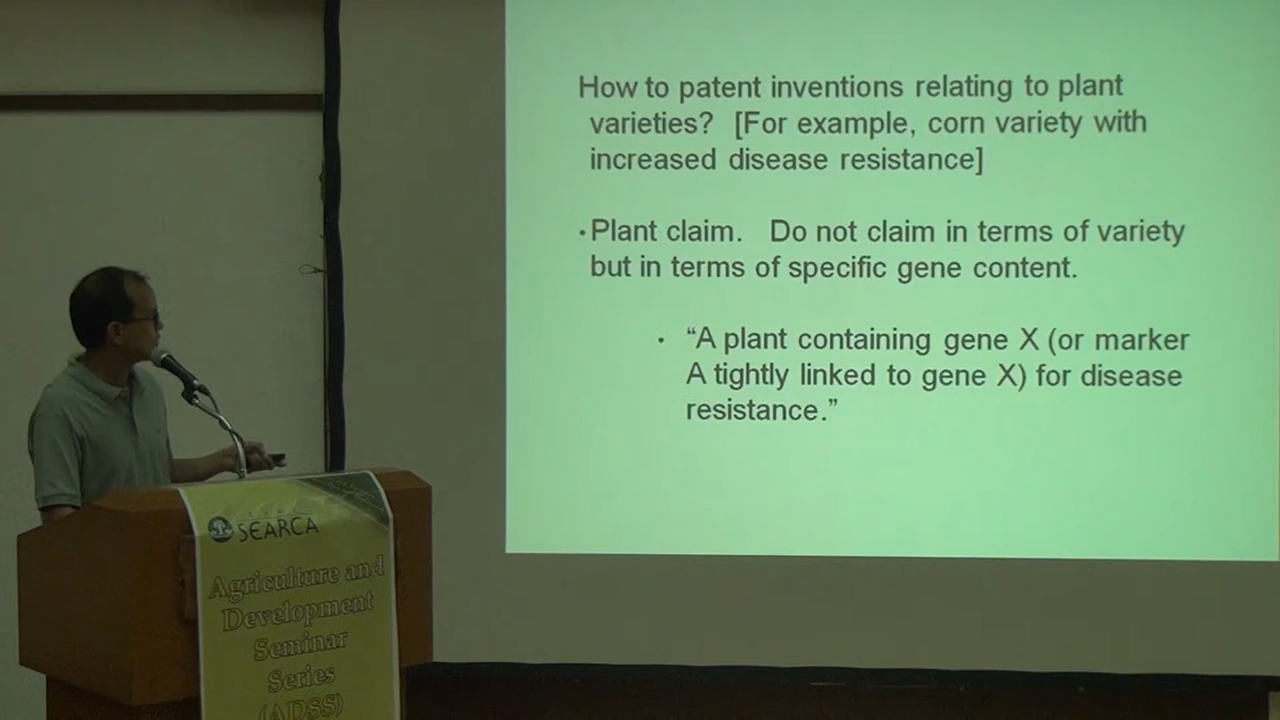 How to patent inventions relating to plant
varieties? [For example, corn variety with
increased disease resistance]
•Plant claim. Do not claim in terms of variety
but in terms of specific gene content.
• “A plant containing gene X (or marker
A tightly linked to gene X) for disease
resistance.”
SEARCA
Agriculture and
Development
Seminar
Series
(ADSS)